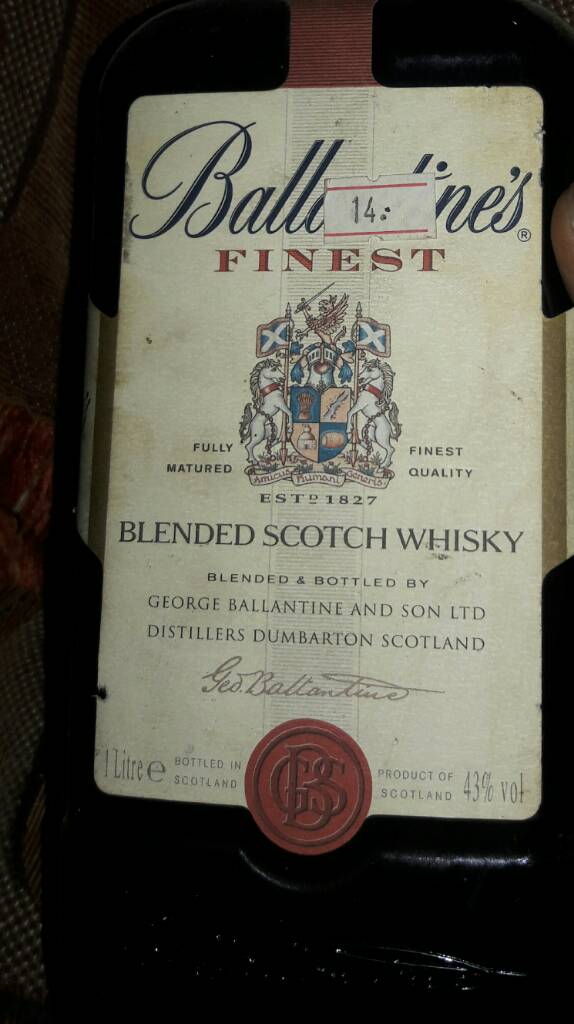 Ballantine's ®
14.-
FINEST
FULLY
MATURED
FINEST
QUALITY
Amicus Humani Generis
ESTD 1827
BLENDED SCOTCH WHISKY
BLENDED & BOTTLED BY
GEORGE BALLANTINE AND SON LTD
DISTILLERS DUMBARTON SCOTLAND
Geo. Ballantine
1 Litre e
BOTTLED IN
SCOTLAND
GBS
PRODUCT OF
SCOTLAND
43% vol